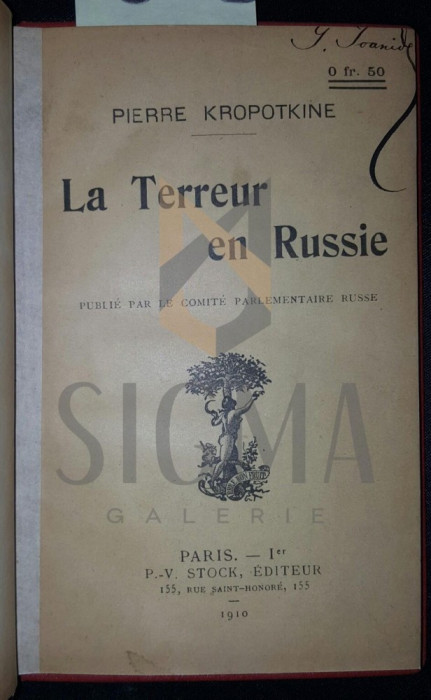 J. Ioanid
0 fr. 50
PIERRE KROPOTKINE
La Terreur
en Russie
PUBLIÉ PAR LE COMITÉ PARLEMENTAIRE RUSSE
SIGMA
GALERIE
PARIS. — Iᵉʳ
P.-V. STOCK, ÉDITEUR
155, RUE SAINT-HONORÉ, 155
1910